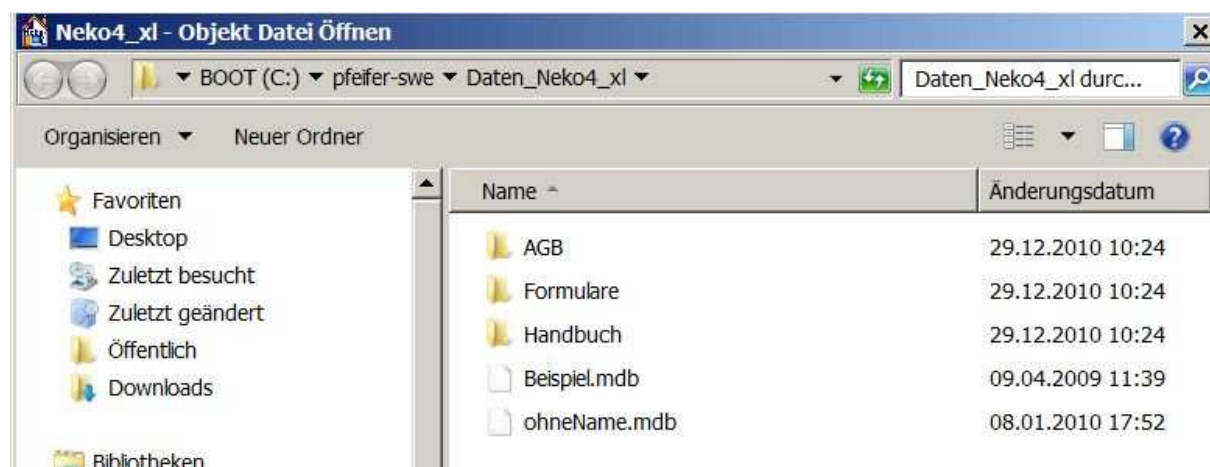 Neko4_xl - Objekt Datei Öffnen
BOOT (C:) pfeifer-swe Daten_Neko4_xl
Daten_Neko4_xl durc...
Organisieren Neuer Ordner
Favoriten
Desktop
Zuletzt besucht
Zuletzt geändert
Öffentlich
Downloads
Bibliotheken
Name Änderungsdatum
AGB 29.12.2010 10:24
Formulare 29.12.2010 10:24
Handbuch 29.12.2010 10:24
Beispiel.mdb 09.04.2009 11:39
ohneName.mdb 08.01.2010 17:52